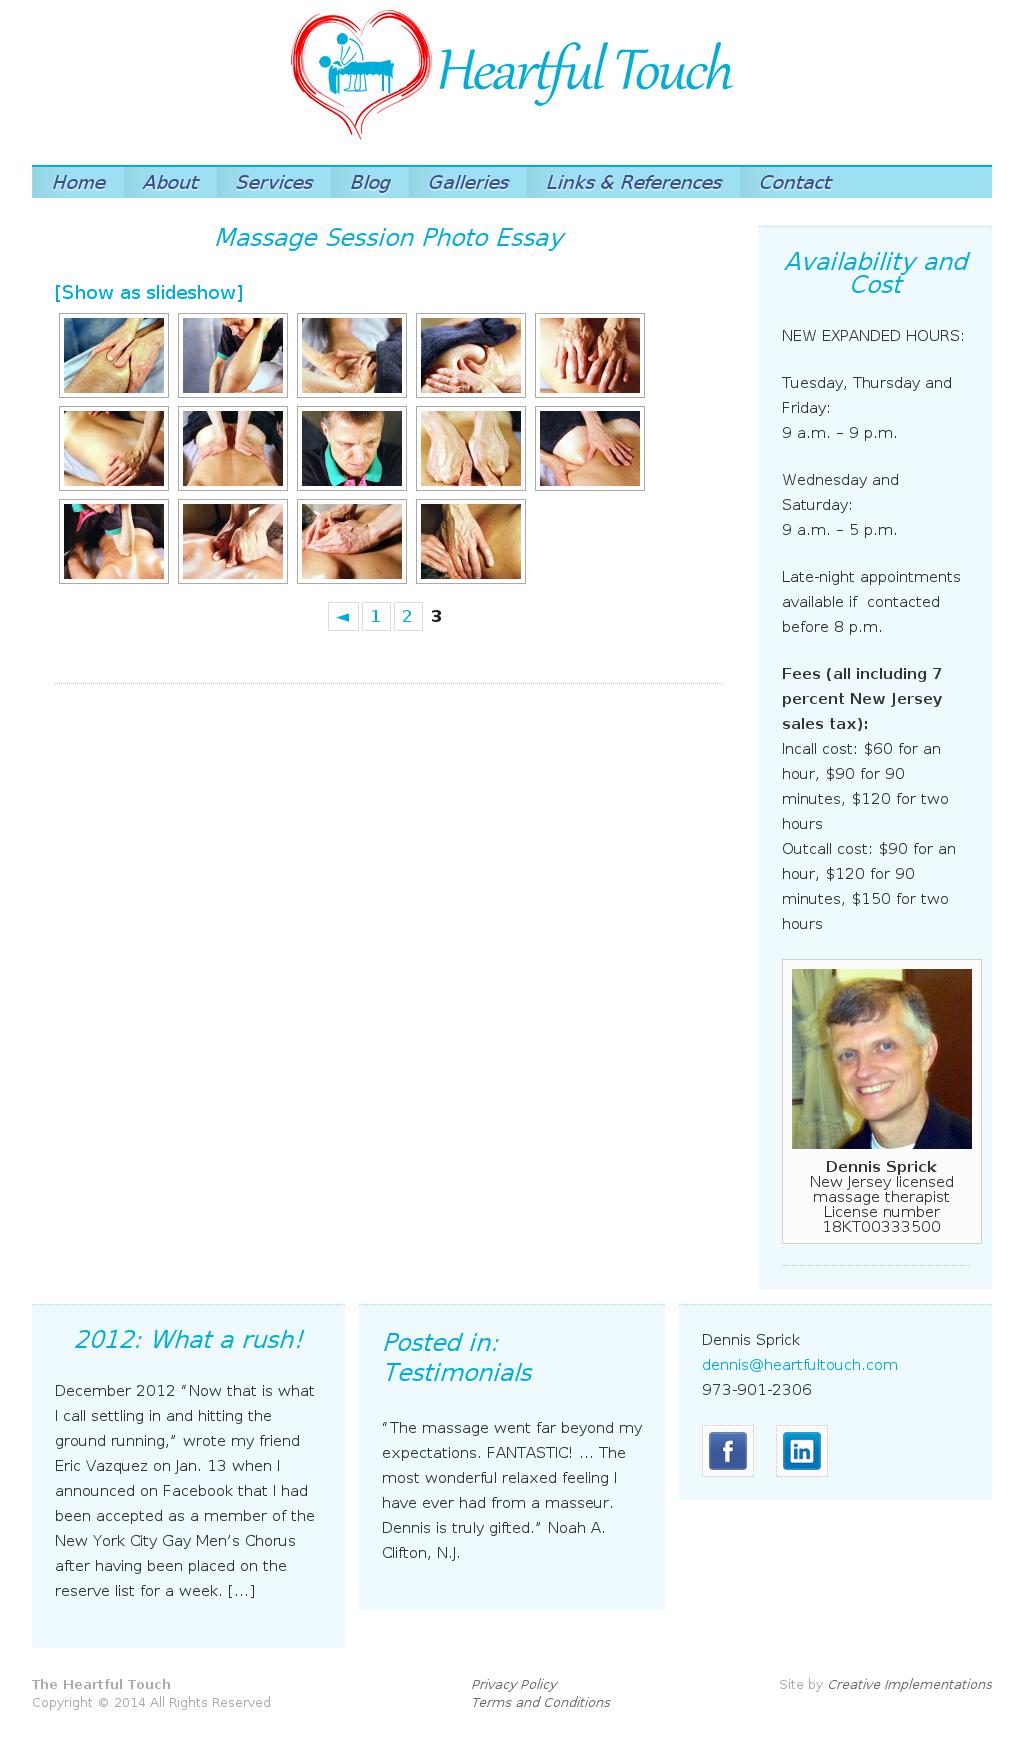 Heartful Touch
Home About Services Blog Galleries Links & References Contact
Massage Session Photo Essay
[Show as slideshow]
◄ 1 2 3
Availability and
Cost
NEW EXPANDED HOURS:
Tuesday, Thursday and
Friday:
9 a.m. – 9 p.m.
Wednesday and
Saturday:
9 a.m. – 5 p.m.
Late-night appointments
available if contacted
before 8 p.m.
Fees (all including 7
percent New Jersey
sales tax):
Incall cost: $60 for an
hour, $90 for 90
minutes, $120 for two
hours
Outcall cost: $90 for an
hour, $120 for 90
minutes, $150 for two
hours
Dennis Sprick
New Jersey licensed
massage therapist
License number
18KT00333500
2012: What a rush!
December 2012 “Now that is what
I call settling in and hitting the
ground running,” wrote my friend
Eric Vazquez on Jan. 13 when I
announced on Facebook that I had
been accepted as a member of the
New York City Gay Men’s Chorus
after having been placed on the
reserve list for a week. […]
Posted in:
Testimonials
“The massage went far beyond my
expectations. FANTASTIC! … The
most wonderful relaxed feeling I
have ever had from a masseur.
Dennis is truly gifted.” Noah A.
Clifton, N.J.
Dennis Sprick
dennis@heartfultouch.com
973-901-2306
f in
The Heartful Touch
Copyright © 2014 All Rights Reserved
Privacy Policy
Terms and Conditions
Site by Creative Implementations